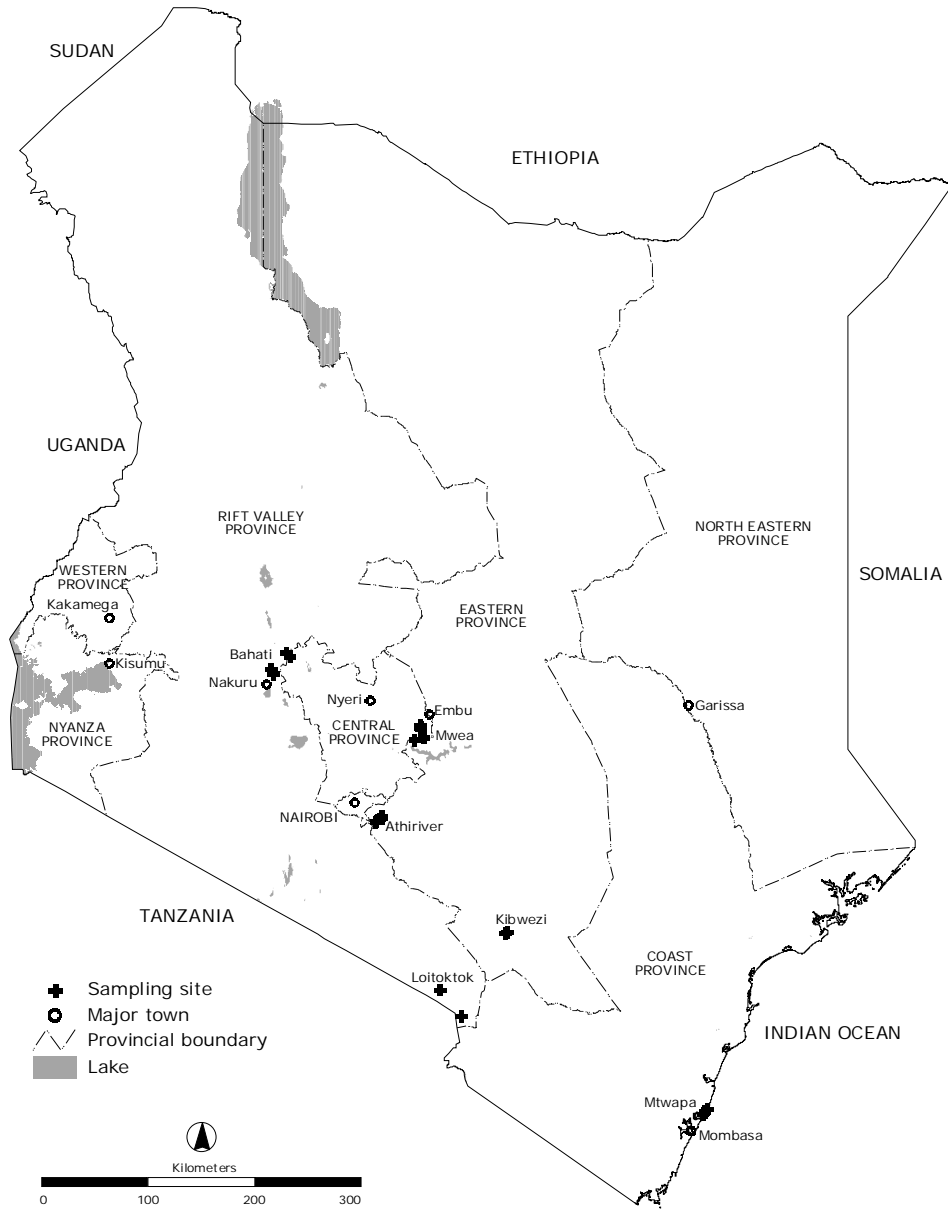 SUDAN
ETHIOPIA
UGANDA
RIFT VALLEY
PROVINCE
NORTH EASTERN
PROVINCE
WESTERN
PROVINCE
SOMALIA
Kakamega
EASTERN
PROVINCE
Bahati
Kisumu
Nakuru
Nyeri
Embu
Garissa
NYANZA
PROVINCE
CENTRAL
PROVINCE
Mwea
NAIROBI
Athiriver
TANZANIA
Kibwezi
COAST
PROVINCE
Loitoktok
Sampling site
Major town
Provincial boundary
Lake
INDIAN OCEAN
Mtwapa
Mombasa
Kilometers
0 100 200 300